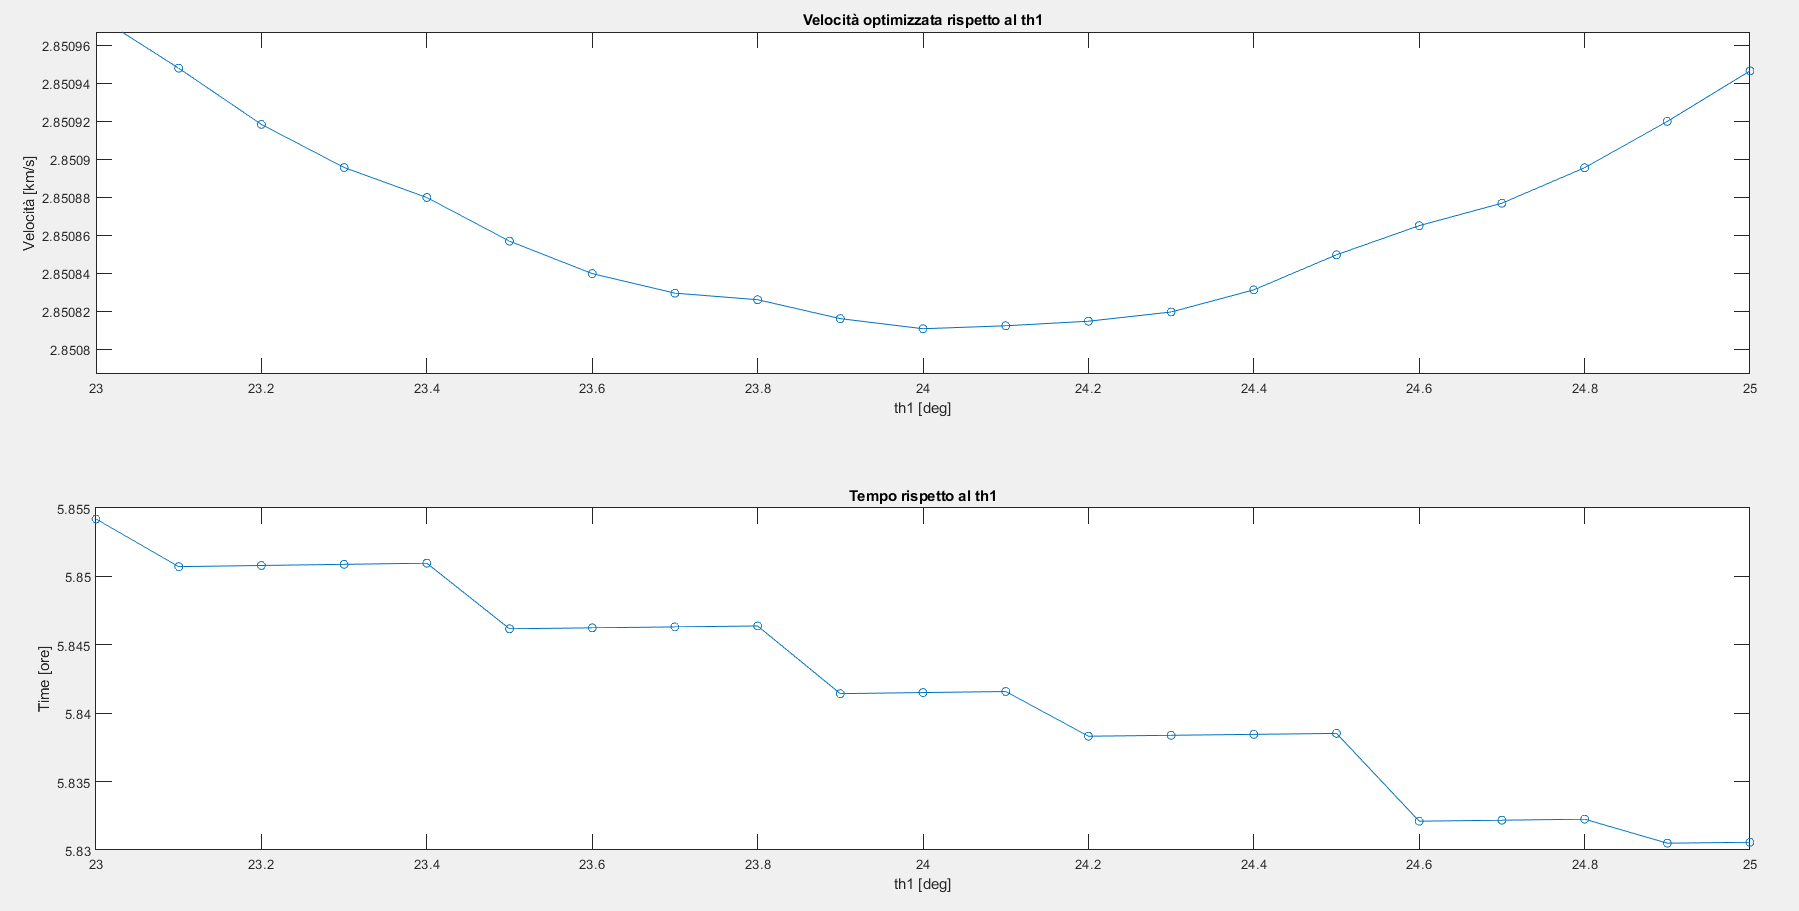 Velocità optimizzata rispetto al th1
2.85096
2.85094
2.85092
2.8509
2.85088
2.85086
2.85084
2.85082
2.8508
Velocità [km/s]
23 23.2 23.4 23.6 23.8 24 24.2 24.4 24.6 24.8 25
th1 [deg]
Tempo rispetto al th1
5.855
5.85
5.845
5.84
5.835
5.83
Time [ore]
23 23.2 23.4 23.6 23.8 24 24.2 24.4 24.6 24.8 25
th1 [deg]